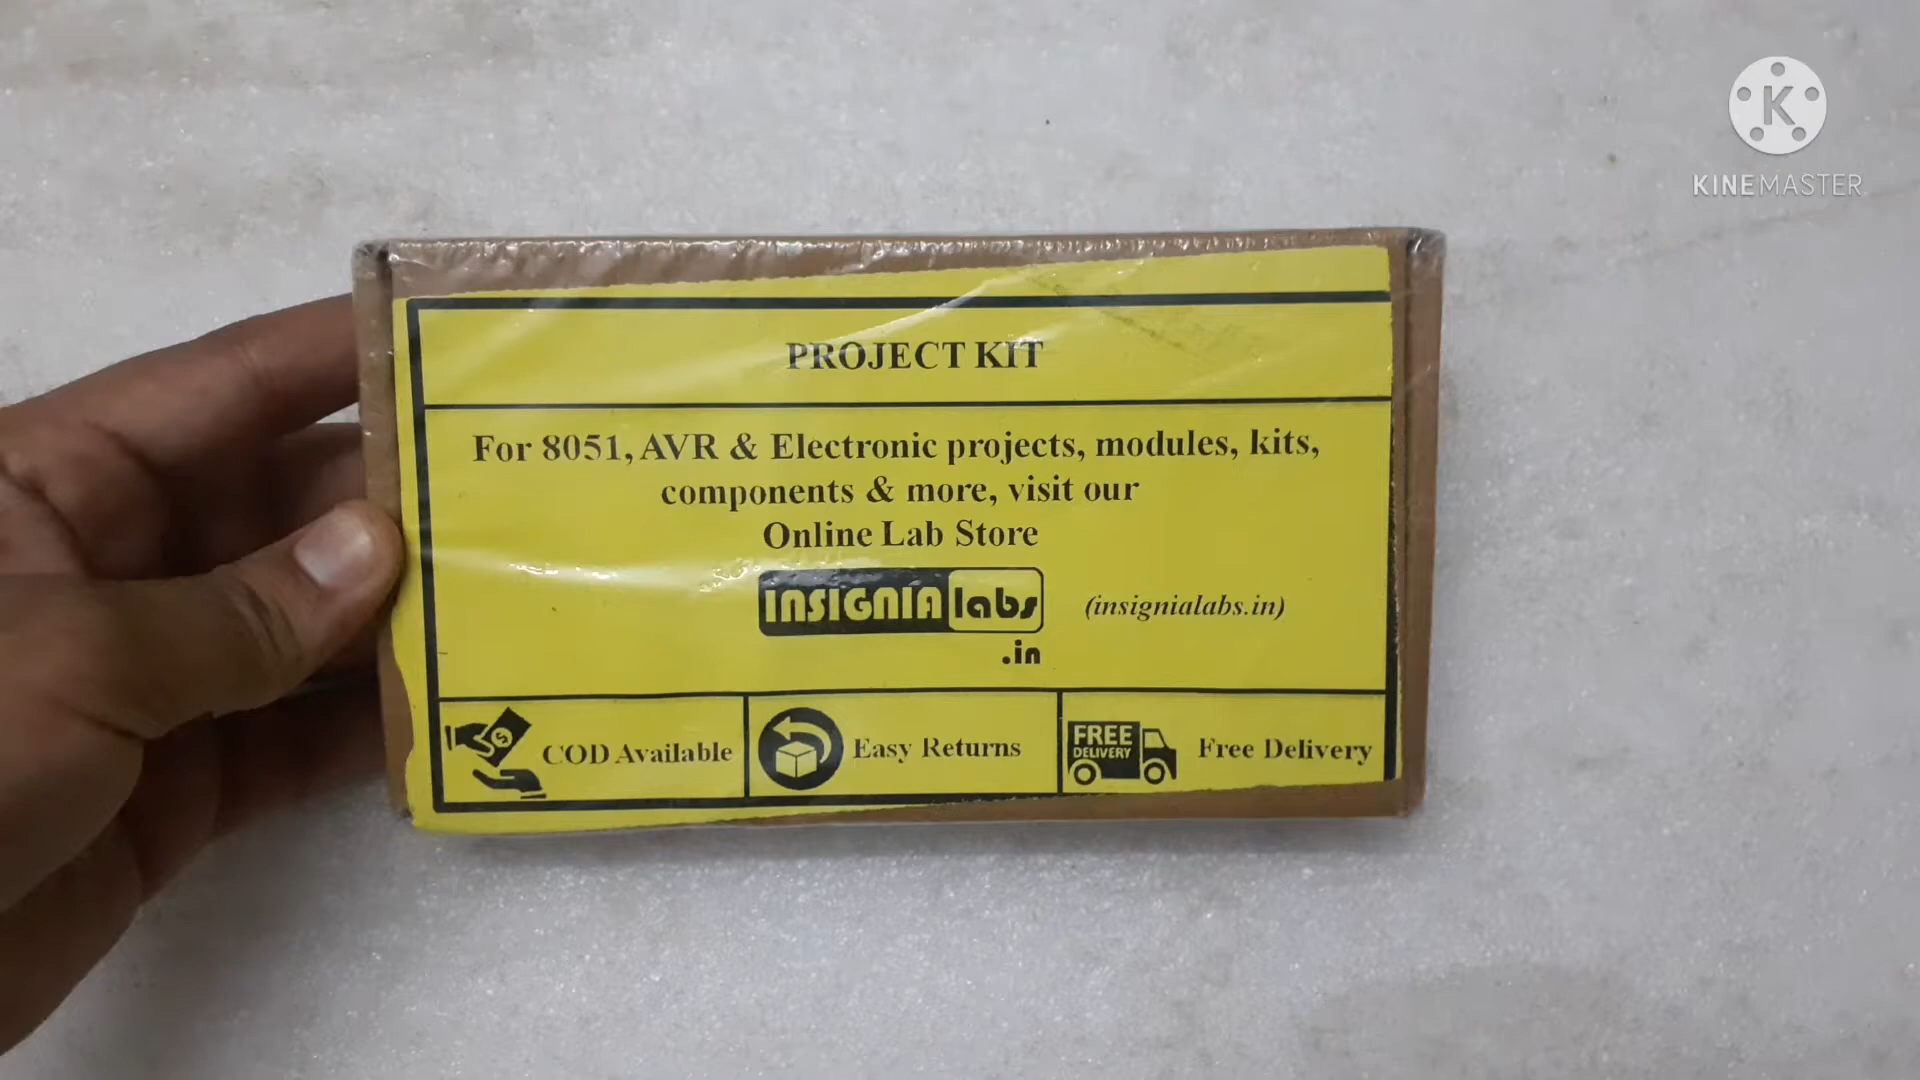 KINEMASTER
PROJECT KIT
For 8051, AVR & Electronic projects, modules, kits,
components & more, visit our
Online Lab Store
INSIGNIA labs
.in
(insignialabs.in)
COD Available
Easy Returns
FREE
DELIVERY
Free Delivery